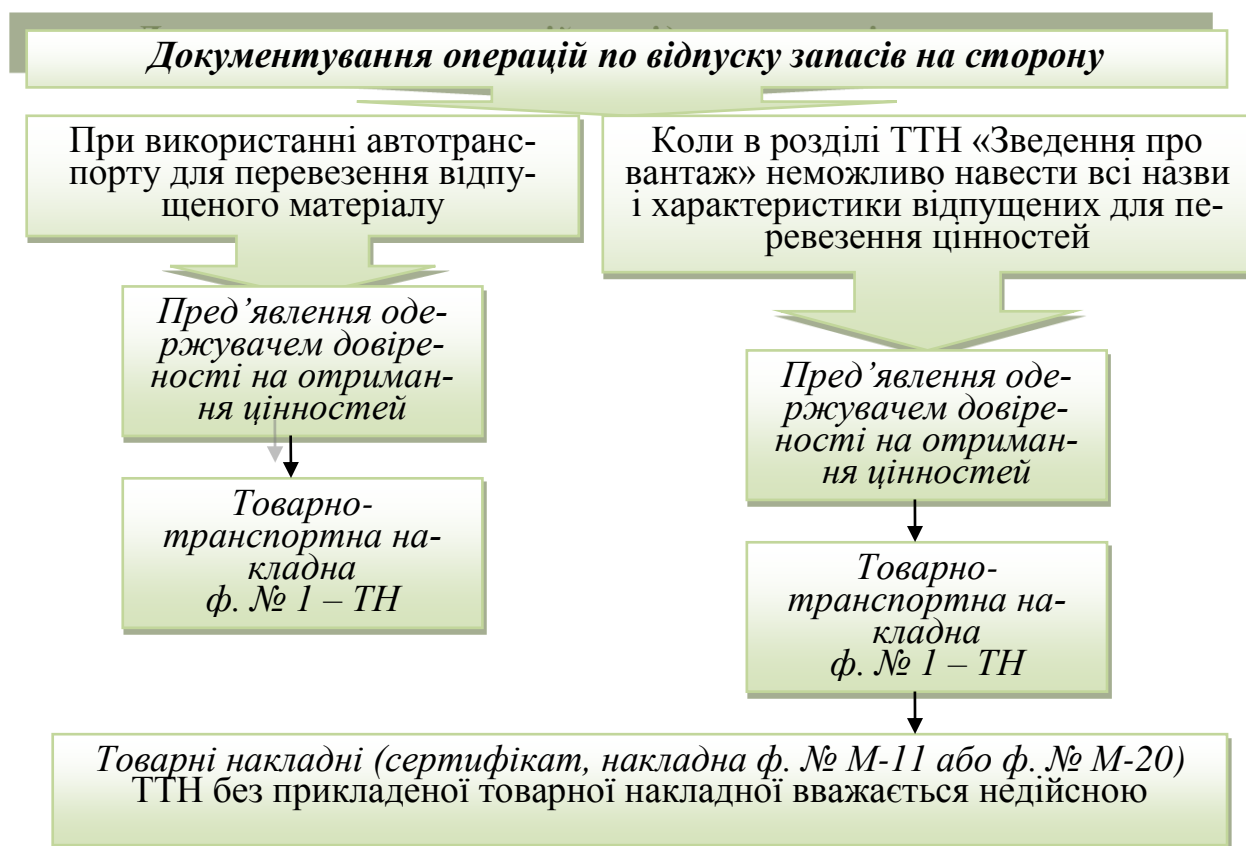 Документування операцій по відпуску запасів на сторону
При використанні автотранс-
порту для перевезення відпу-
щеного матеріалу
Коли в розділі ТТН «Зведення про
вантаж» неможливо навести всі назви
і характеристики відпущених для пе-
ревезення цінностей
Пред’явлення оде-
ржувачем довіре-
ності на отриман-
ня цінностей
Товарно-
транспортна на-
кладна
ф. № 1 – ТН
Пред’явлення оде-
ржувачем довіре-
ності на отриман-
ня цінностей
Товарно-
транспортна на-
кладна
ф. № 1 – ТН
Товарні накладні (сертифікат, накладна ф. № М-11 або ф. № М-20)
ТТН без прикладеної товарної накладної вважається недійсною